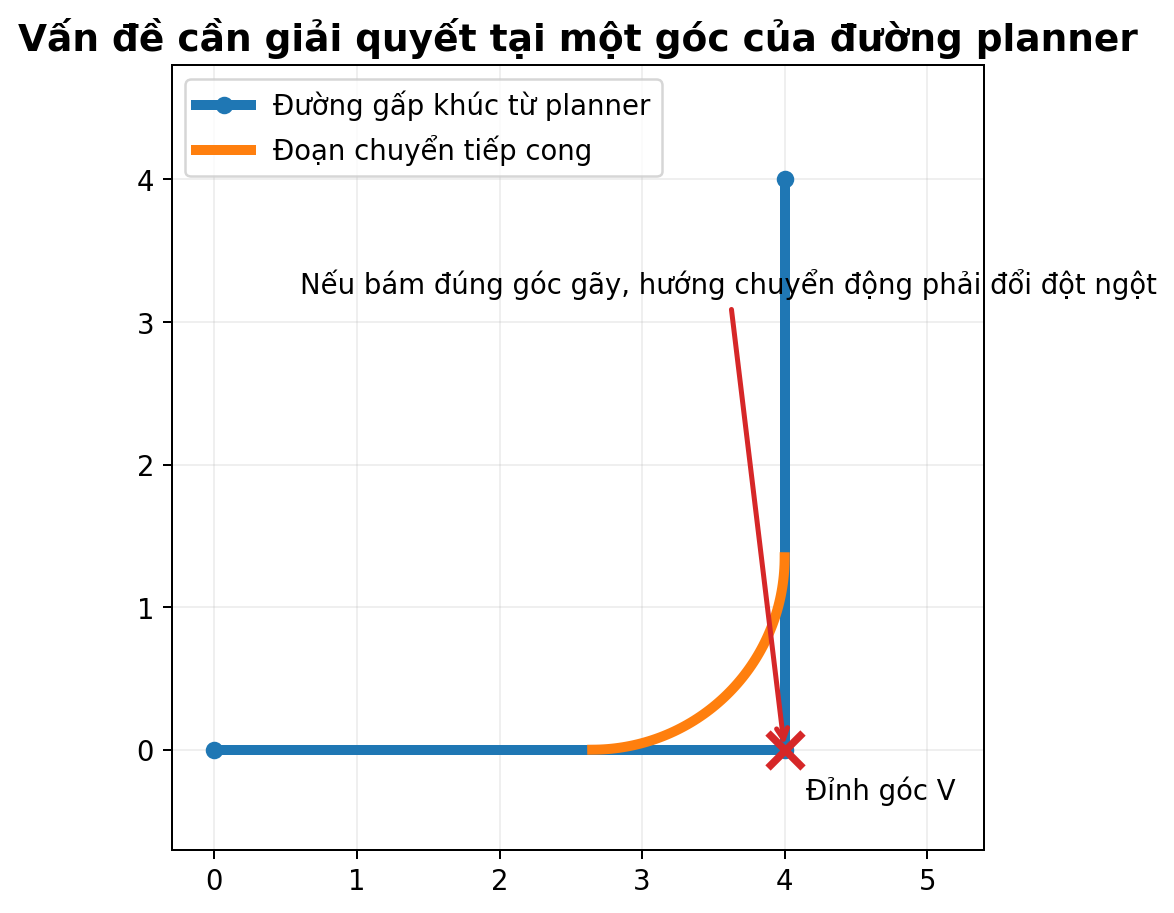 Vấn đề cần giải quyết tại một góc của đường planner
Đường gấp khúc từ planner
Đoạn chuyển tiếp cong
4
Nếu bám đúng góc gãy, hướng chuyển động phải đổi đột ngột
3
2
1
0
Đỉnh góc V
0 1 2 3 4 5